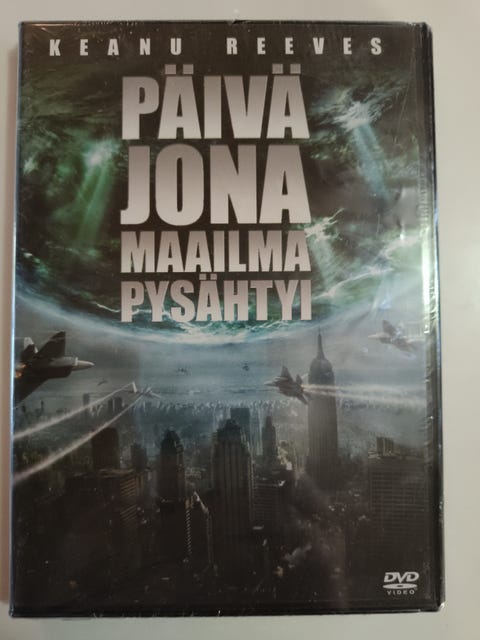 KEANU REEVES
PÄIVÄ
JONA
MAAILMA
PYSÄHTYI
DVD
VIDEO